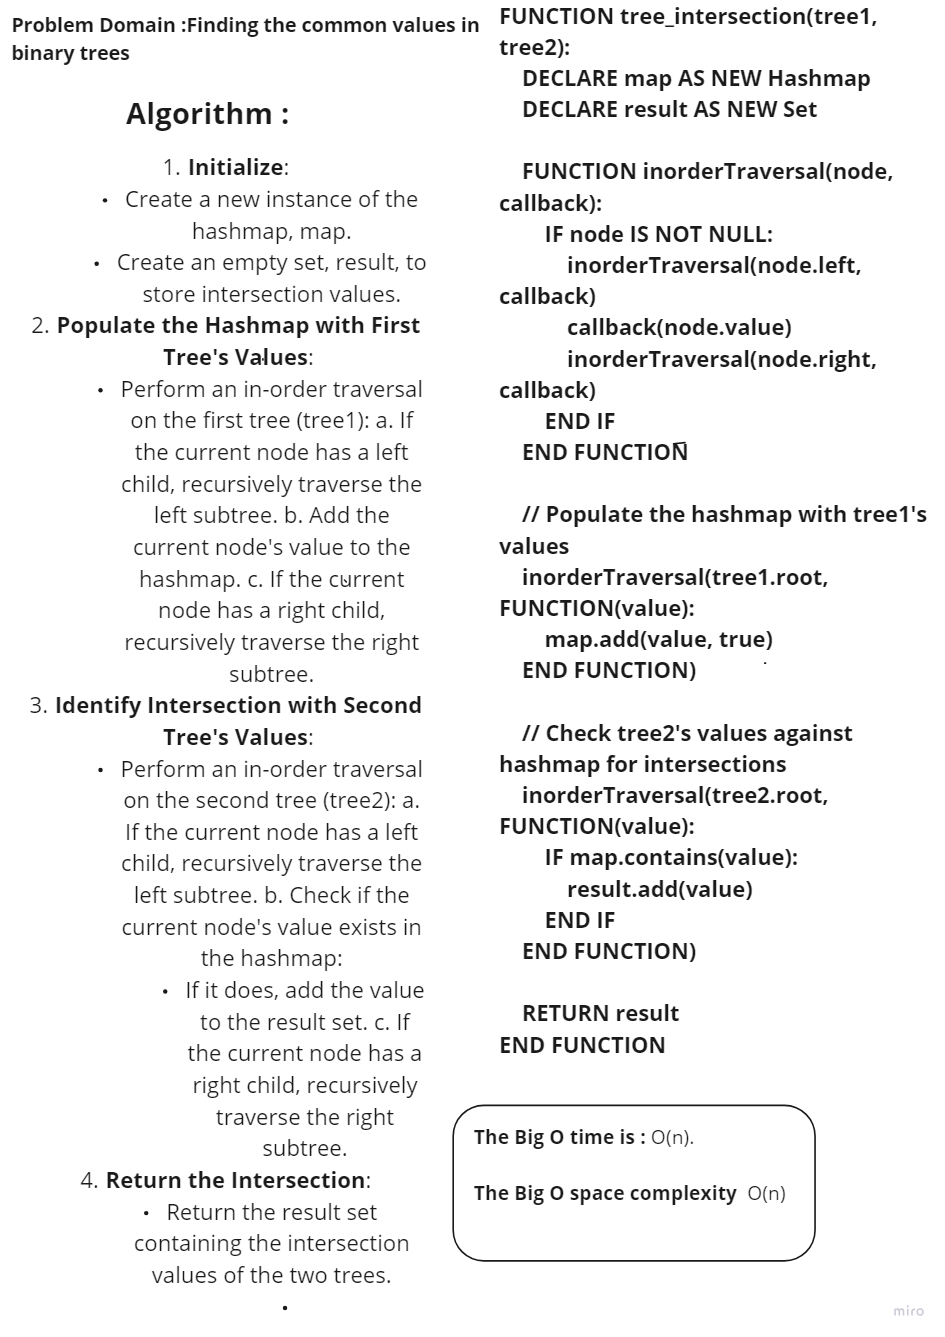 Problem Domain :Finding the common values in
binary trees
Algorithm :
1. Initialize:
• Create a new instance of the
hashmap, map.
• Create an empty set, result, to
store intersection values.
2. Populate the Hashmap with First
Tree's Values:
• Perform an in-order traversal
on the first tree (tree1): a. If
the current node has a left
child, recursively traverse the
left subtree. b. Add the
current node's value to the
hashmap. c. If the current
node has a right child,
recursively traverse the right
subtree.
3. Identify Intersection with Second
Tree's Values:
• Perform an in-order traversal
on the second tree (tree2): a.
If the current node has a left
child, recursively traverse the
left subtree. b. Check if the
current node's value exists in
the hashmap:
• If it does, add the value
to the result set. c. If
the current node has a
right child, recursively
traverse the right
subtree.
4. Return the Intersection:
• Return the result set
containing the intersection
values of the two trees.
•
FUNCTION tree_intersection(tree1,
tree2):
DECLARE map AS NEW Hashmap
DECLARE result AS NEW Set
FUNCTION inorderTraversal(node,
callback):
IF node IS NOT NULL:
inorderTraversal(node.left,
callback)
callback(node.value)
inorderTraversal(node.right,
callback)
END IF
END FUNCTION
// Populate the hashmap with tree1's
values
inorderTraversal(tree1.root,
FUNCTION(value):
map.add(value, true)
END FUNCTION)
// Check tree2's values against
hashmap for intersections
inorderTraversal(tree2.root,
FUNCTION(value):
IF map.contains(value):
result.add(value)
END IF
END FUNCTION)
RETURN result
END FUNCTION
The Big O time is : O(n).
The Big O space complexity O(n)
miro